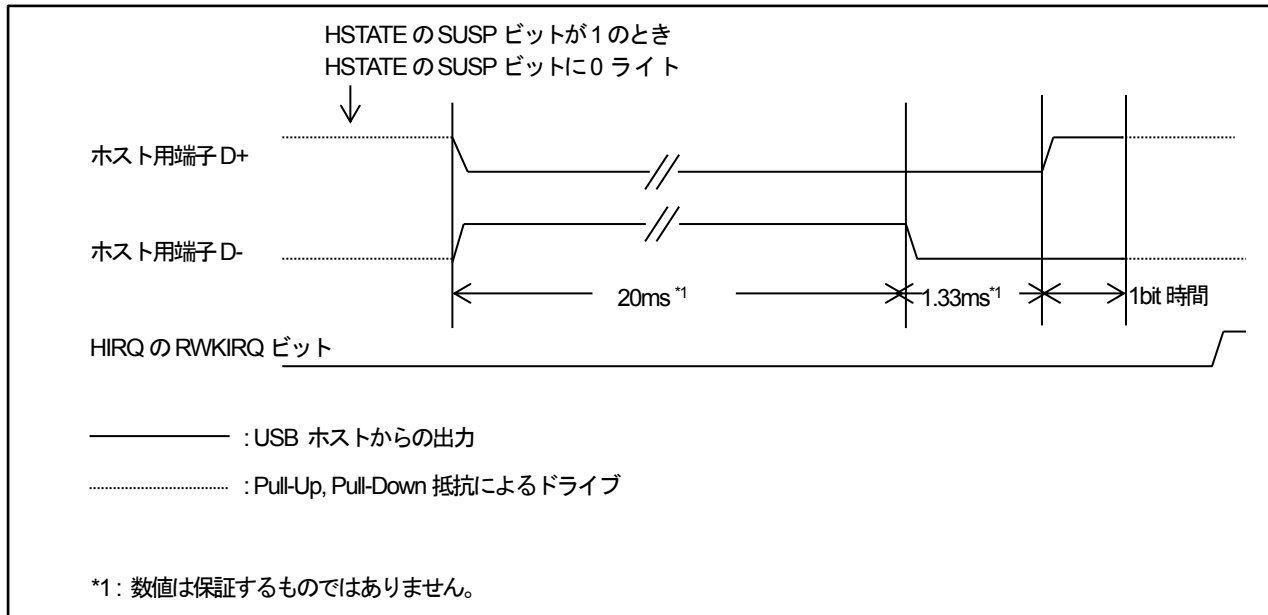 HSTATE の SUSP ビットが 1 のとき
HSTATE の SUSP ビットに 0 ライト
ホスト用端子 D+
ホスト用端子 D-
20ms *1
1.33ms*1
1bit 時間
HIRQ の RWKIRQ ビット
: USB ホストからの出力
: Pull-Up, Pull-Down 抵抗によるドライブ
*1 : 数値は保証するものではありません。